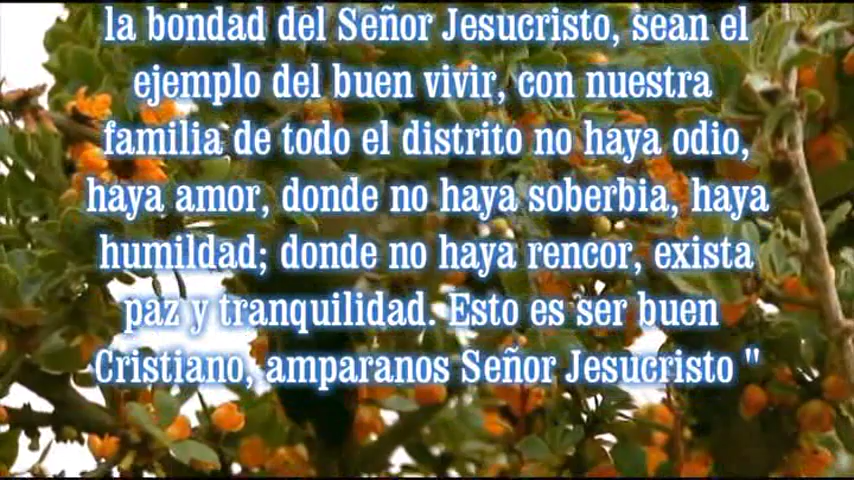 la bondad del Señor Jesucristo, sean el
ejemplo del buen vivir, con nuestra
familia de todo el distrito no haya odio,
haya amor, donde no haya soberbia, haya
humildad; donde no haya rencor, exista
paz y tranquilidad. Esto es ser buen
Cristiano, amparanos Señor Jesucristo "